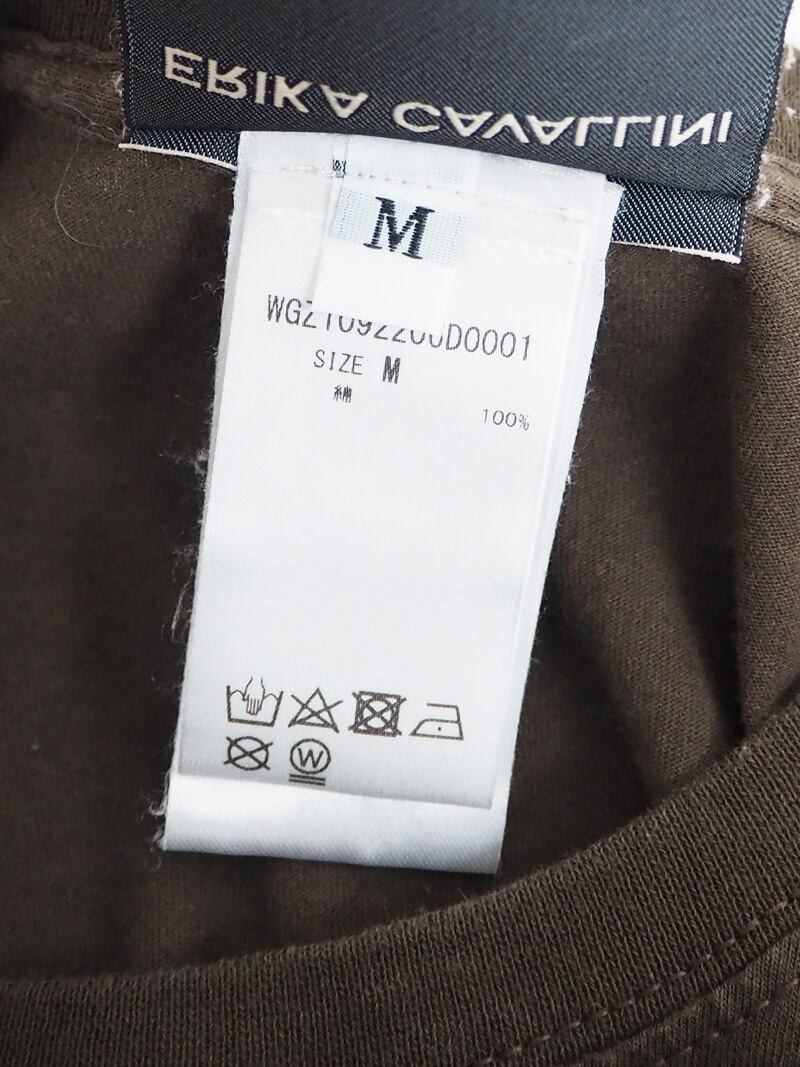 ERIKA CAVALLINI
M
WGZ1092200D0001
SIZE M
綿
100%
W